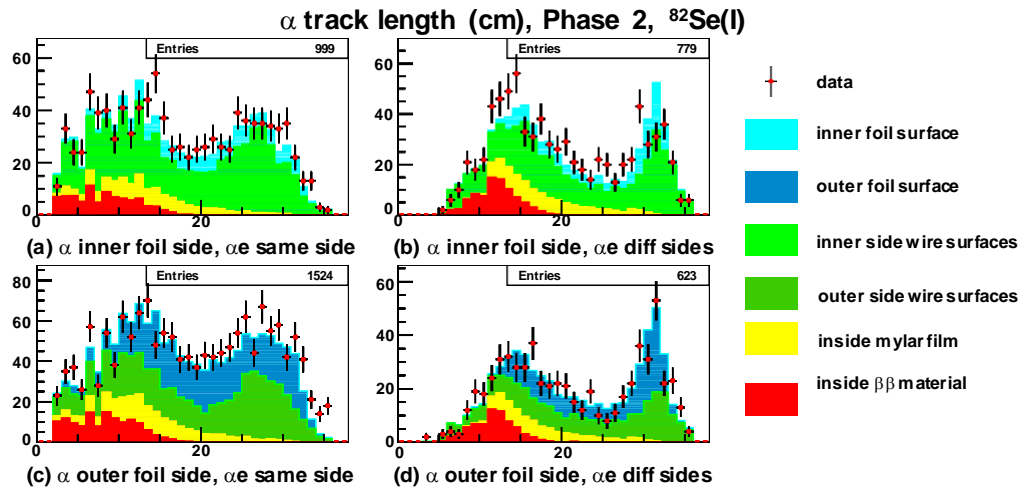 α track length (cm), Phase 2, ⁸²Se(I)
Entries 999
60
40
20
0
0
20
(a) α inner foil side, αe same side
Entries 779
60
40
20
0
0
20
(b) α inner foil side, αe diff sides
Entries 1524
80
60
40
20
0
0
20
(c) α outer foil side, αe same side
Entries 623
60
40
20
0
0
20
(d) α outer foil side, αe diff sides
data
inner foil surface
outer foil surface
inner side wire surfaces
outer side wire surfaces
inside mylar film
inside ββ material